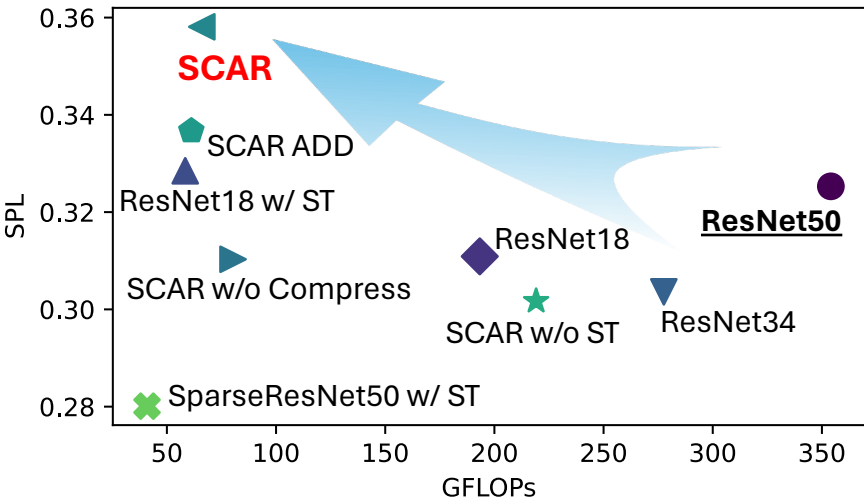 0.36
SCAR
0.34
SCAR ADD
ResNet18 w/ ST
SPL
0.32
ResNet50
ResNet18
SCAR w/o Compress
0.30
SCAR w/o ST
ResNet34
SparseResNet50 w/ ST
0.28
50 100 150 200 250 300 350
GFLOPs